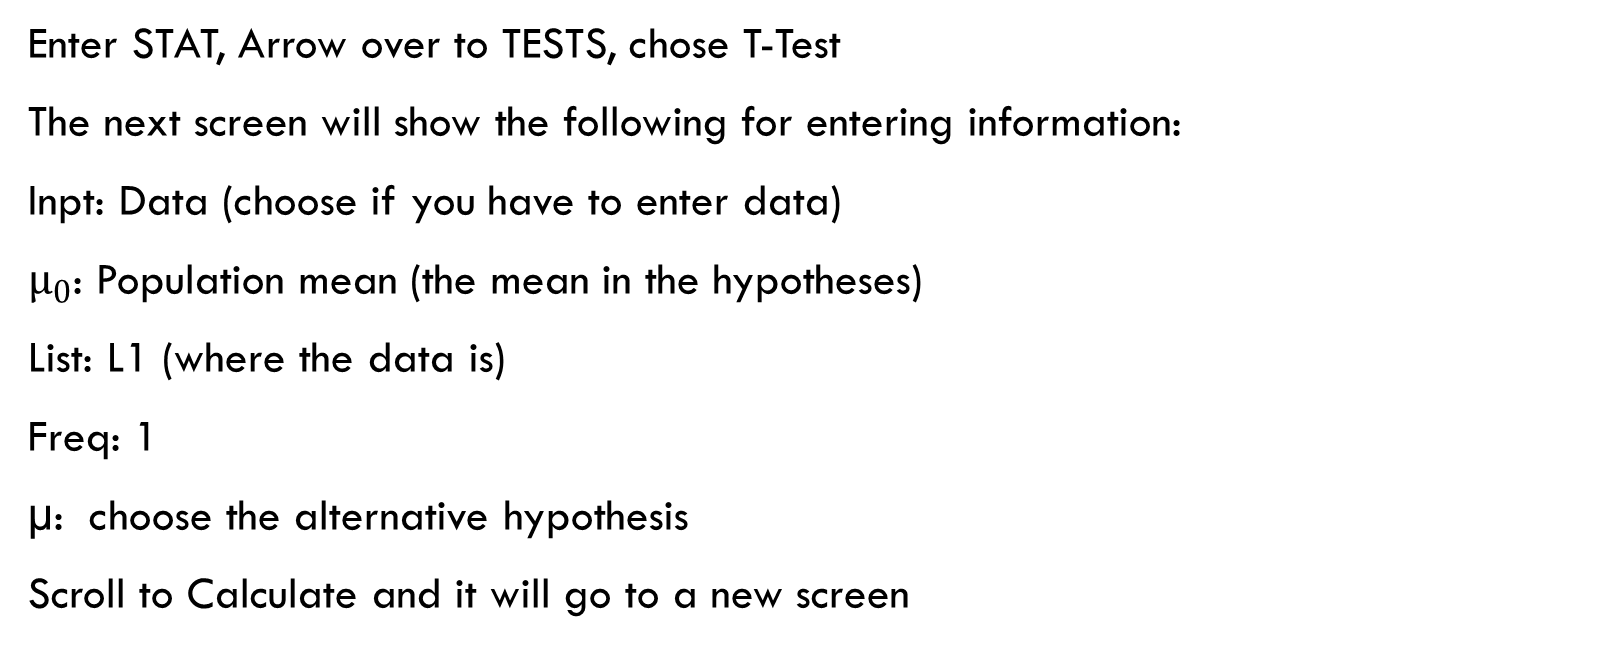 Enter STAT, Arrow over to TESTS, chose T-Test
The next screen will show the following for entering information:
Inpt: Data (choose if you have to enter data)
μ₀: Population mean (the mean in the hypotheses)
List: L1 (where the data is)
Freq: 1
μ: choose the alternative hypothesis
Scroll to Calculate and it will go to a new screen